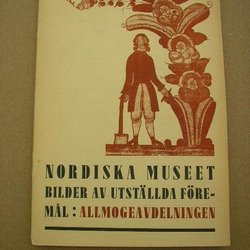 NORDISKA MUSEET
BILDER AV UTSTÄLLDA FÖRE-
MÅL: ALLMOGEAVDELNINGEN